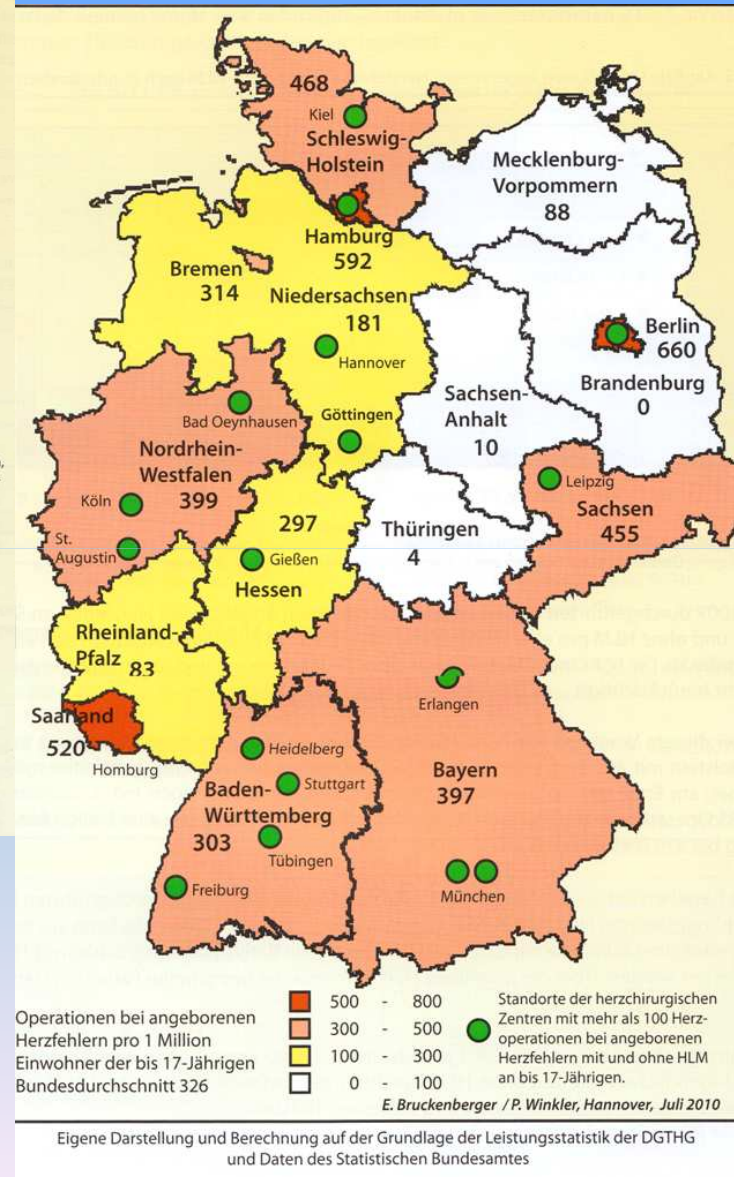 468
Kiel
Schleswig-
Holstein
Mecklenburg-
Vorpommern
88
Hamburg
592
Bremen
314
Niedersachsen
181
Hannover
Berlin
660
Brandenburg
0
Bad Oeynhausen
Göttingen
Sachsen-
Anhalt
10
Nordrhein-
Westfalen
399
Köln
St.
Augustin
Leipzig
Sachsen
455
297
Gießen
Hessen
Thüringen
4
Rheinland-
Pfalz 83
Saarland
520
Homburg
Erlangen
Heidelberg
Stuttgart
Baden-
Württemberg
303
Tübingen
Freiburg
Bayern
397
München
Operationen bei angeborenen
Herzfehlern pro 1 Million
Einwohner der bis 17-Jährigen
Bundesdurchschnitt 326
500 - 800
300 - 500
100 - 300
0 - 100
Standorte der herzchirurgischen
Zentren mit mehr als 100 Herz-
operationen bei angeborenen
Herzfehlern mit und ohne HLM
an bis 17-Jährigen.
E. Bruckenberger / P. Winkler, Hannover, Juli 2010
Eigene Darstellung und Berechnung auf der Grundlage der Leistungsstatistik der DGTHG
und Daten des Statistischen Bundesamtes